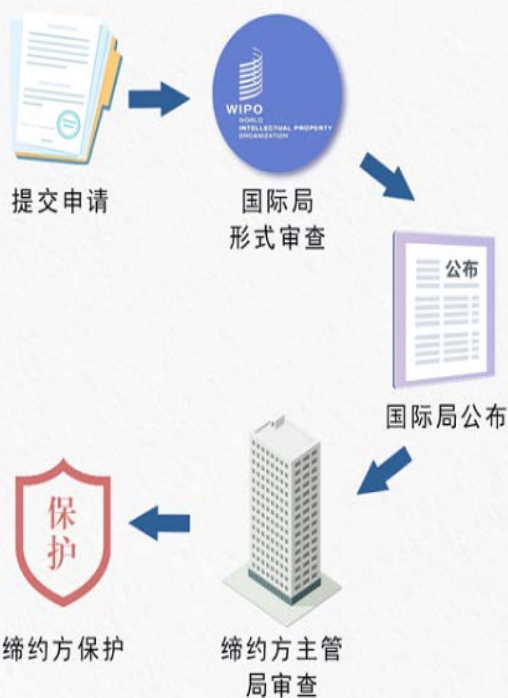 WIPO
WORLD
INTELLECTUAL PROPERTY
ORGANIZATION
提交申请
国际局
形式审查
公布
国际局公布
保
护
缔约方保护
缔约方主管
局审查